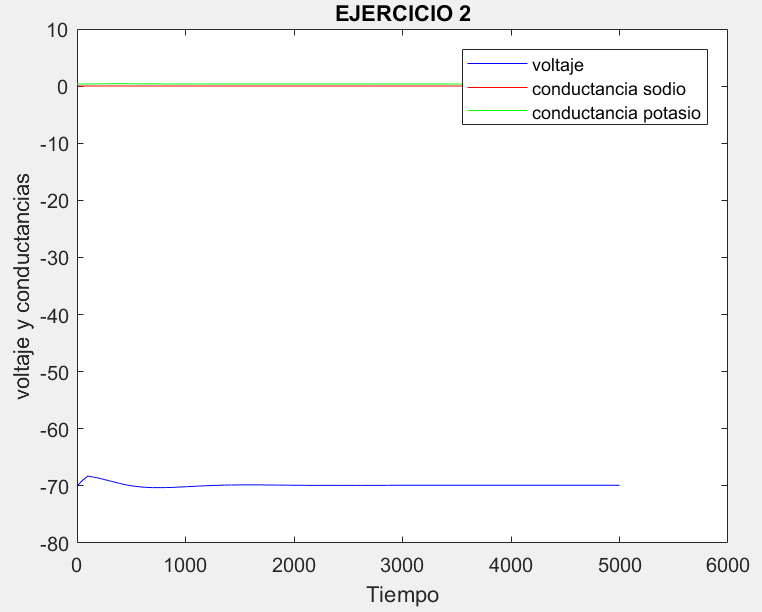 EJERCICIO 2
10
0
-10
-20
-30
-40
-50
-60
-70
-80
voltaje y conductancias
voltaje
conductancia sodio
conductancia potasio
0
1000
2000
3000
4000
5000
6000
Tiempo